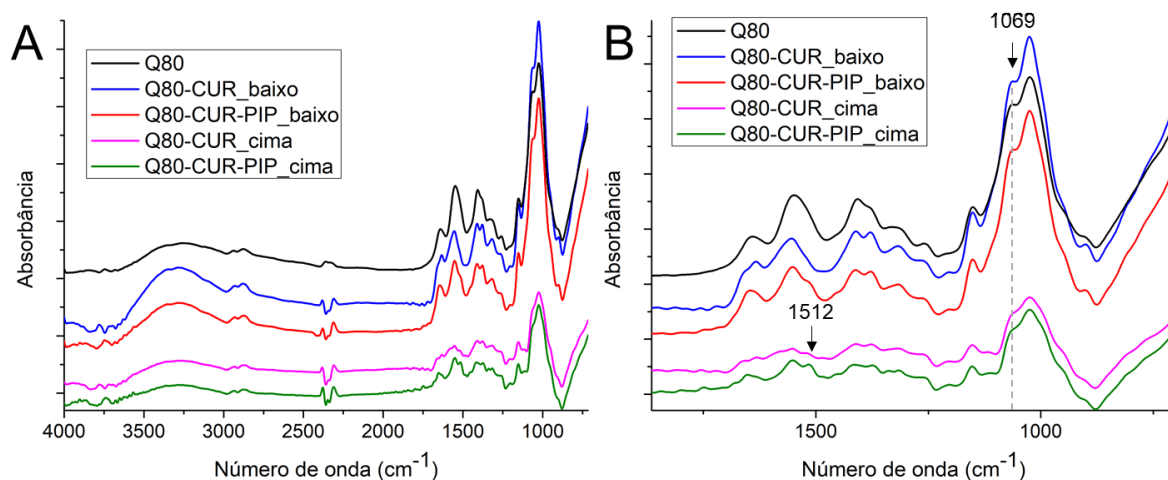 A
Q80
Q80-CUR_baixo
Q80-CUR-PIP_baixo
Q80-CUR_cima
Q80-CUR-PIP_cima
Absorbância
4000 3500 3000 2500 2000 1500 1000
Número de onda (cm⁻¹)
B
1069
Q80
Q80-CUR_baixo
Q80-CUR-PIP_baixo
Q80-CUR_cima
Q80-CUR-PIP_cima
1512
Absorbância
1500 1000
Número de onda (cm⁻¹)